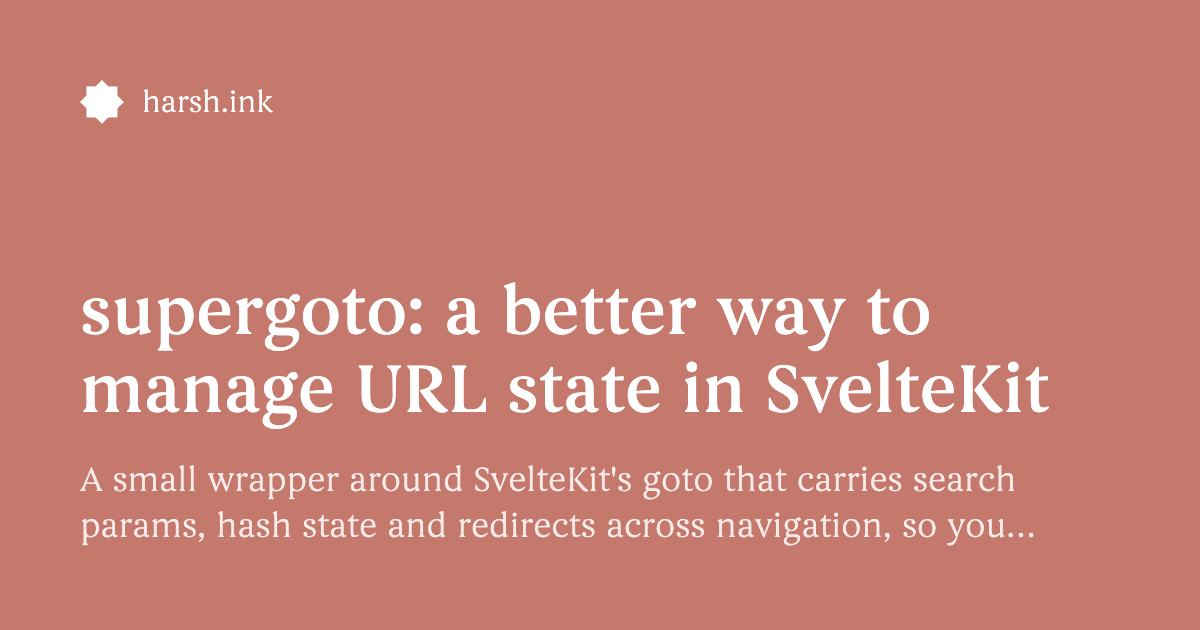 harsh.ink
supergoto: a better way to
manage URL state in SvelteKit
A small wrapper around SvelteKit's goto that carries search
params, hash state and redirects across navigation, so you...